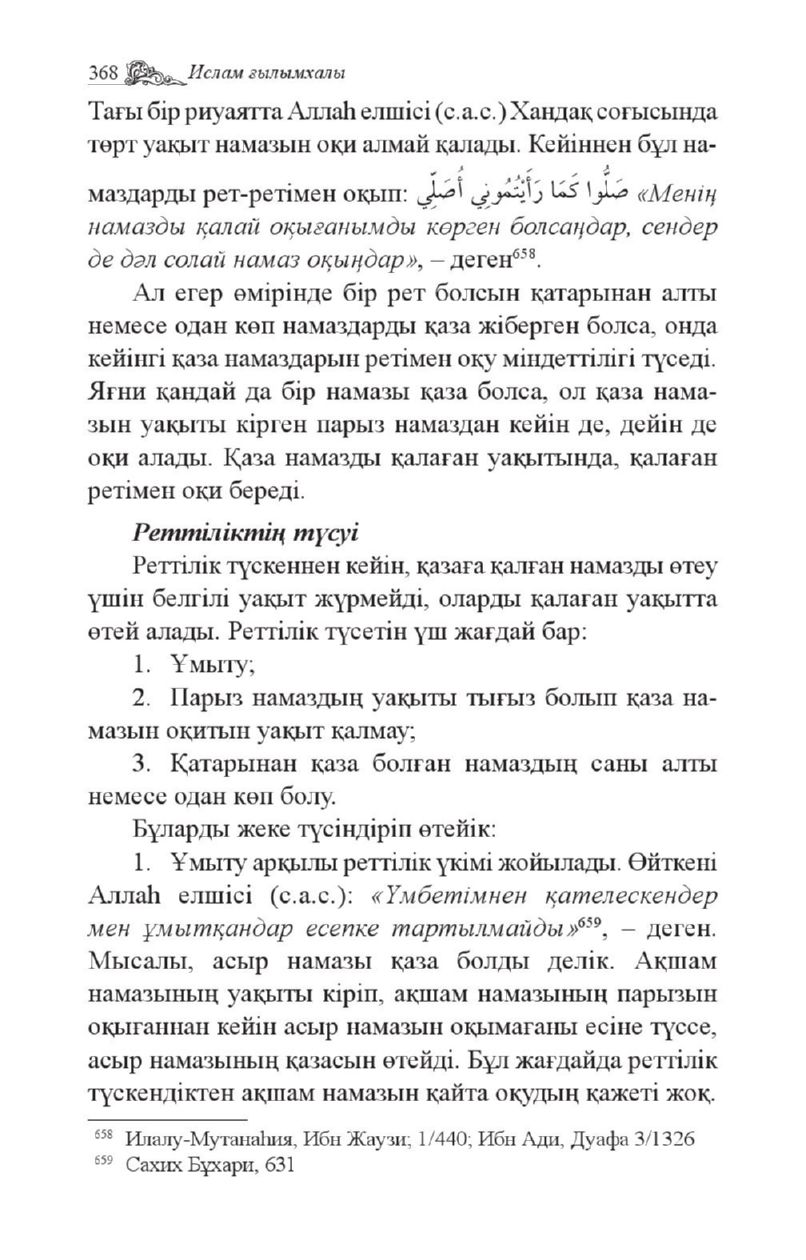 368 Ислам ғылымхалы
Тағы бір риуаятта Аллаһ елшісі (с.а.с.) Хандақ соғысында
төрт уақыт намазын оқи алмай қалады. Кейіннен бұл на-
маздарды рет-ретімен оқып: صَلُّوا كَمَا رَأَيْتُمُونِي أُصَلِّي «Менің
намазды қалай оқығанымды көрген болсаңдар, сендер
де дәл солай намаз оқыңдар», – деген⁶⁵⁸.
Ал егер өмірінде бір рет болсын қатарынан алты
немесе одан көп намаздарды қаза жіберген болса, онда
кейінгі қаза намаздарын ретімен оқу міндеттілігі түседі.
Яғни қандай да бір намазы қаза болса, ол қаза нама-
зын уақыты кірген парыз намаздан кейін де, дейін де
оқи алады. Қаза намазды қалаған уақытында, қалаған
ретімен оқи береді.
Реттіліктің түсуі
Реттілік түскеннен кейін, қазаға қалған намазды өтеу
үшін белгілі уақыт жүрмейді, оларды қалаған уақытта
өтей алады. Реттілік түсетін үш жағдай бар:
1. Ұмыту;
2. Парыз намаздың уақыты тығыз болып қаза на-
мазын оқитын уақыт қалмау;
3. Қатарынан қаза болған намаздың саны алты
немесе одан көп болу.
Бұларды жеке түсіндіріп өтейік:
1. Ұмыту арқылы реттілік үкімі жойылады. Өйткені
Аллаһ елшісі (с.а.с.): «Үмбетімнен қателескендер
мен ұмытқандар есепке тартылмайды»⁶⁵⁹, – деген.
Мысалы, асыр намазы қаза болды делік. Ақшам
намазының уақыты кіріп, ақшам намазының парызын
оқығаннан кейін асыр намазын оқымағаны есіне түссе,
асыр намазының қазасын өтейді. Бұл жағдайда реттілік
түскендіктен ақшам намазын қайта оқудың қажеті жоқ.
⁶⁵⁸ Илалу-Мутанаһия, Ибн Жаузи; 1/440; Ибн Ади, Дуафа 3/1326
⁶⁵⁹ Сахих Бұхари, 631